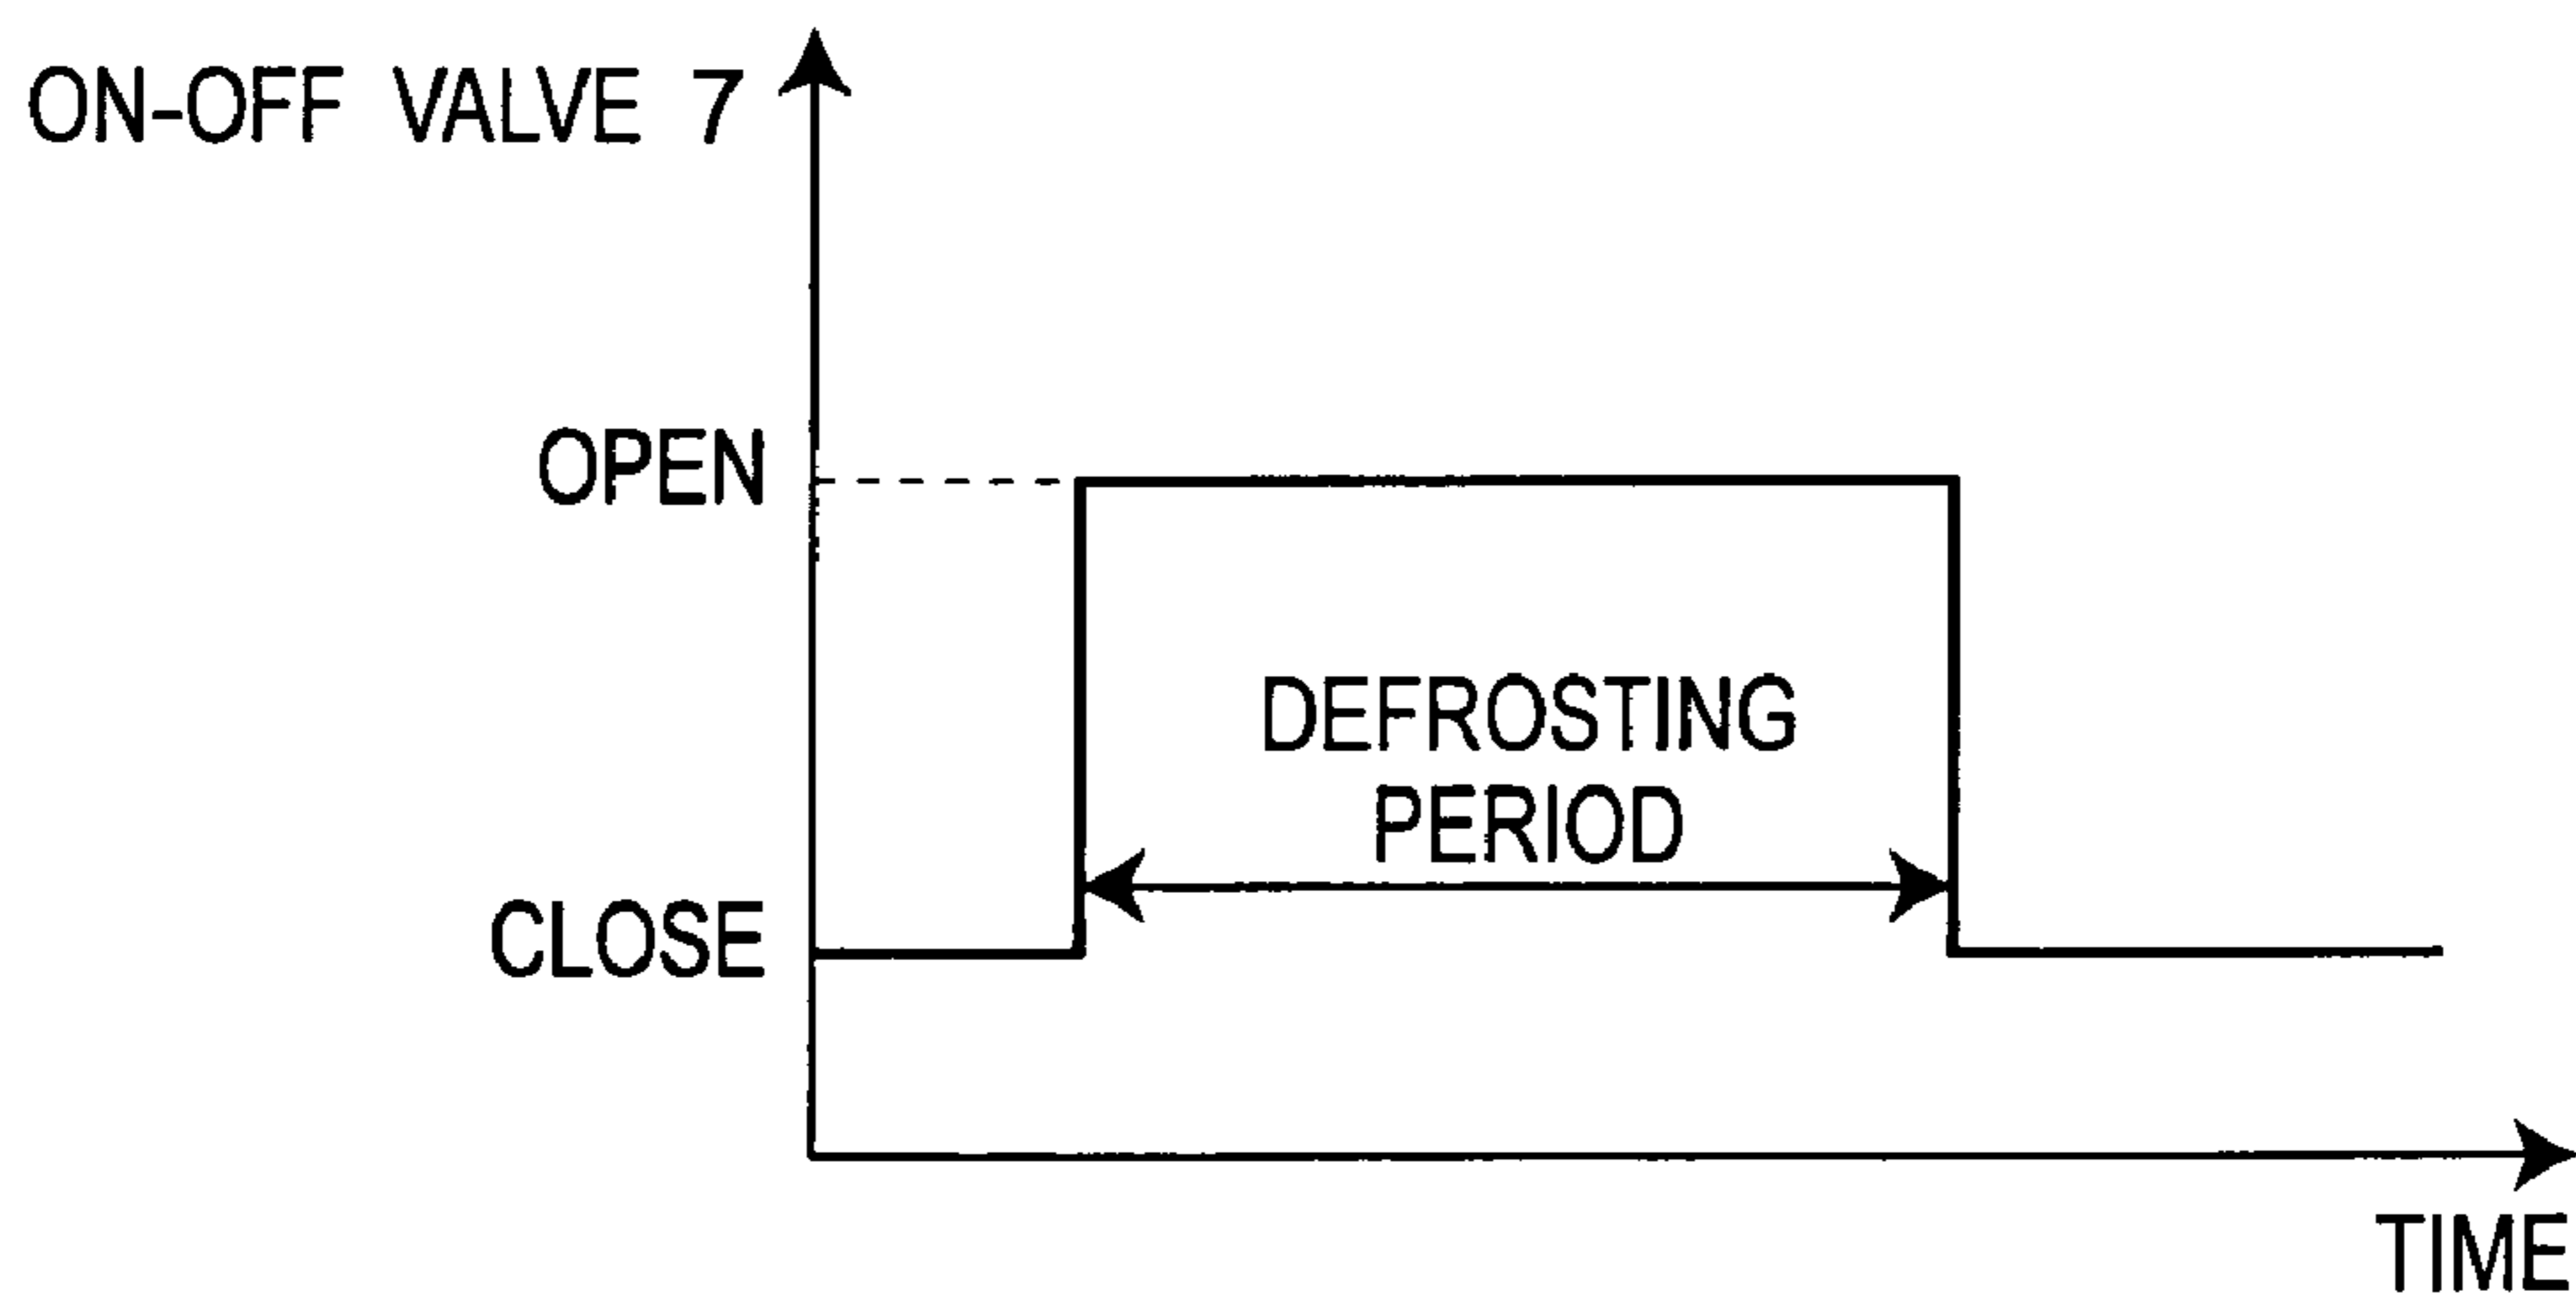 ON-OFF VALVE 7
OPEN
DEFROSTING
PERIOD
CLOSE
TIME